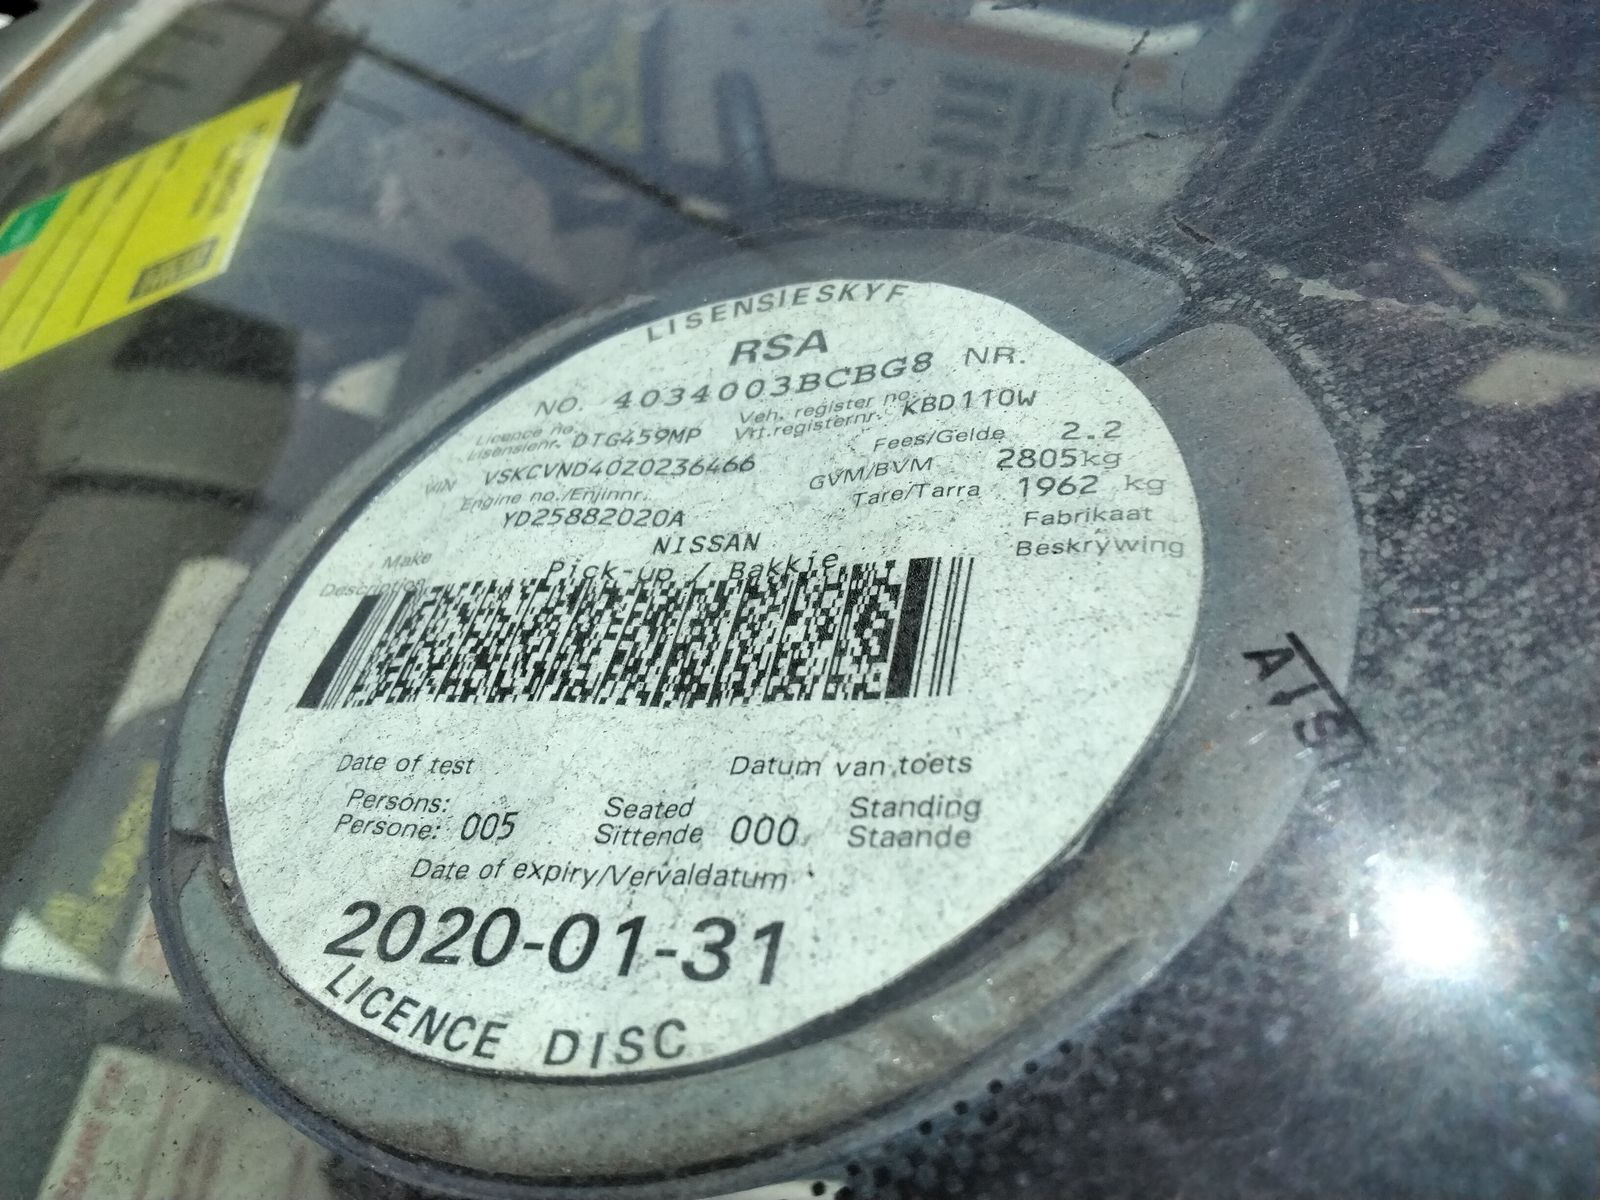 LISENSIESKYF
RSA
NO. 4034003BCBG8 NR.
Licence no. Veh. register no.
Lisensienr. DTG459MP Vrt.registernr. KBD110W
VIN VSKCVND40Z0236466 Fees/Gelde 2.2
Engine no./Enjinnr. GVM/BVM 2805kg
YD25882020A Tare/Tarra 1962 kg
Make NISSAN Fabrikaat
Description Pick-up / Bakkie Beskrywing
Date of test Datum van toets
Persons: Seated Standing
Persone: 005 Sittende 000 Staande
Date of expiry/Vervaldatum
2020-01-31
LICENCE DISC